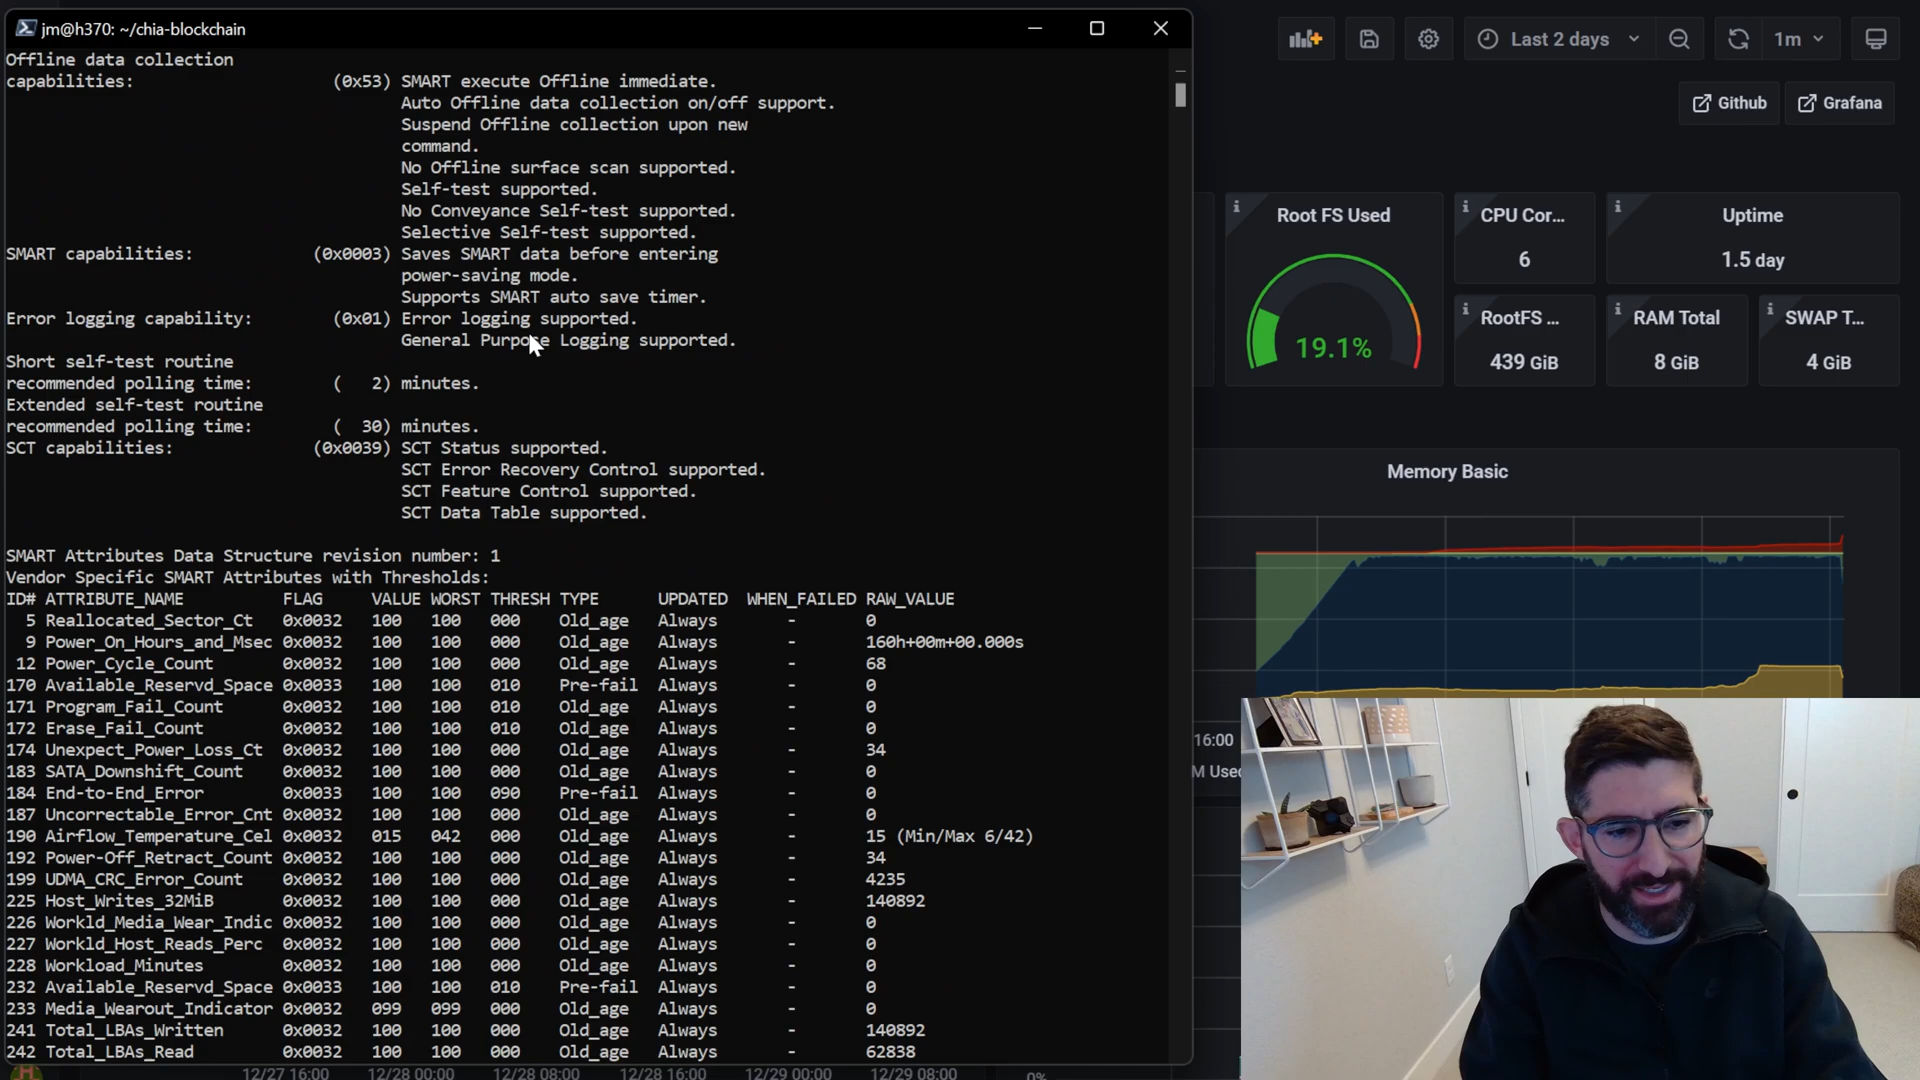 jm@h370: ~/chia-blockchain
Offline data collection
capabilities: (0x53) SMART execute Offline immediate.
Auto Offline data collection on/off support.
Suspend Offline collection upon new
command.
No Offline surface scan supported.
Self-test supported.
No Conveyance Self-test supported.
Selective Self-test supported.
SMART capabilities: (0x0003) Saves SMART data before entering
power-saving mode.
Supports SMART auto save timer.
Error logging capability: (0x01) Error logging supported.
General Purpose Logging supported.
Short self-test routine
recommended polling time: ( 2) minutes.
Extended self-test routine
recommended polling time: ( 30) minutes.
SCT capabilities: (0x0039) SCT Status supported.
SCT Error Recovery Control supported.
SCT Feature Control supported.
SCT Data Table supported.
SMART Attributes Data Structure revision number: 1
Vendor Specific SMART Attributes with Thresholds:
ID# ATTRIBUTE_NAME FLAG VALUE WORST THRESH TYPE UPDATED WHEN_FAILED RAW_VALUE
5 Reallocated_Sector_Ct 0x0032 100 100 000 Old_age Always - 0
9 Power_On_Hours_and_Msec 0x0032 100 100 000 Old_age Always - 160h+00m+00.000s
12 Power_Cycle_Count 0x0032 100 100 000 Old_age Always - 68
170 Available_Reservd_Space 0x0033 100 100 010 Pre-fail Always - 0
171 Program_Fail_Count 0x0032 100 100 010 Old_age Always - 0
172 Erase_Fail_Count 0x0032 100 100 010 Old_age Always - 0
174 Unexpect_Power_Loss_Ct 0x0032 100 100 000 Old_age Always - 34
183 SATA_Downshift_Count 0x0032 100 100 000 Old_age Always - 0
184 End-to-End_Error 0x0033 100 100 090 Pre-fail Always - 0
187 Uncorrectable_Error_Cnt 0x0032 100 100 000 Old_age Always - 0
190 Airflow_Temperature_Cel 0x0032 015 042 000 Old_age Always - 15 (Min/Max 6/42)
192 Power-Off_Retract_Count 0x0032 100 100 000 Old_age Always - 34
199 UDMA_CRC_Error_Count 0x0032 100 100 000 Old_age Always - 4235
225 Host_Writes_32MiB 0x0032 100 100 000 Old_age Always - 140892
226 Workld_Media_Wear_Indic 0x0032 100 100 000 Old_age Always - 0
227 Workld_Host_Reads_Perc 0x0032 100 100 000 Old_age Always - 0
228 Workload_Minutes 0x0032 100 100 000 Old_age Always - 0
232 Available_Reservd_Space 0x0033 100 100 010 Pre-fail Always - 0
233 Media_Wearout_Indicator 0x0032 099 099 000 Old_age Always - 0
241 Total_LBAs_Written 0x0032 100 100 000 Old_age Always - 140892
242 Total_LBAs_Read 0x0032 100 100 000 Old_age Always - 62838
12/27 16:00 12/28 00:00 12/28 08:00 12/28 16:00 12/29 00:00 12/29 08:00
Last 2 days
1m
Github
Grafana
Root FS Used
19.1%
CPU Cor...
6
Uptime
1.5 day
RootFS ...
439 GiB
RAM Total
8 GiB
SWAP T...
4 GiB
Memory Basic
16:00
M Used